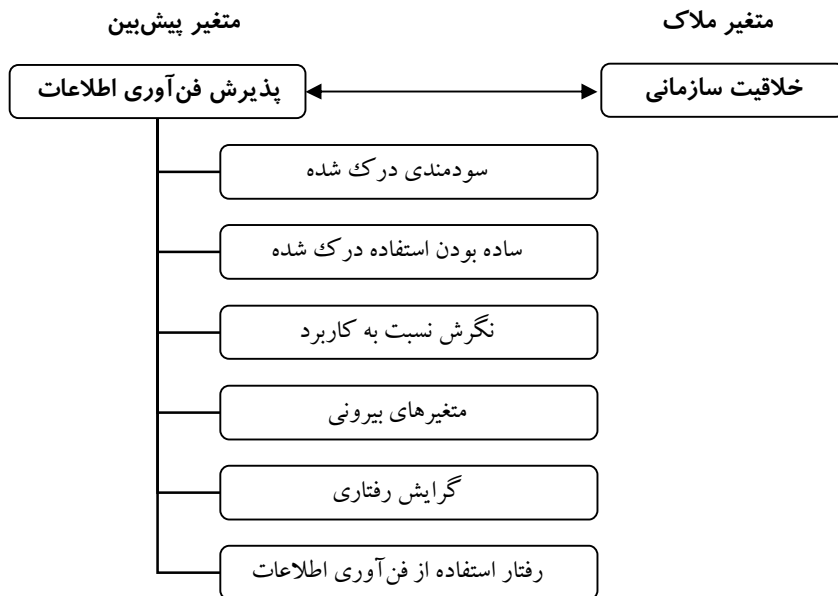 متغیر ملاک
متغیر پیش‌بین
خلاقیت سازمانی
پذیرش فن‌آوری اطلاعات
سودمندی درک شده
ساده بودن استفاده درک شده
نگرش نسبت به کاربرد
متغیرهای بیرونی
گرایش رفتاری
رفتار استفاده از فن‌آوری اطلاعات